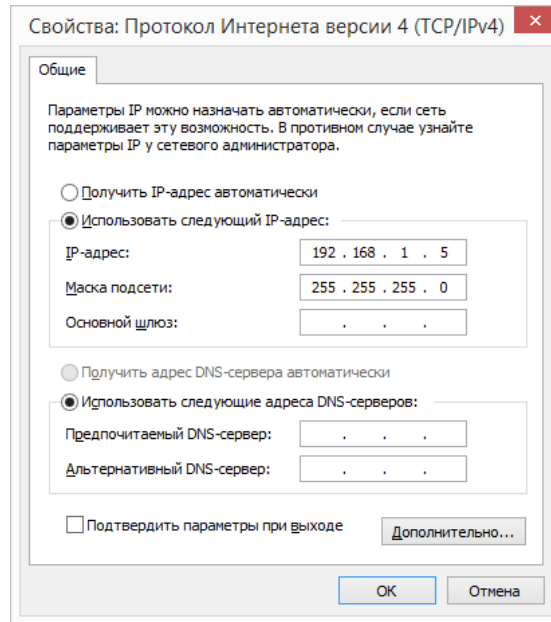 Свойства: Протокол Интернета версии 4 (TCP/IPv4)
Общие
Параметры IP можно назначать автоматически, если сеть
поддерживает эту возможность. В противном случае узнайте
параметры IP у сетевого администратора.
Получить IP-адрес автоматически
Использовать следующий IP-адрес:
IP-адрес: 192 . 168 . 1 . 5
Маска подсети: 255 . 255 . 255 . 0
Основной шлюз: . . .
Получить адрес DNS-сервера автоматически
Использовать следующие адреса DNS-серверов:
Предпочитаемый DNS-сервер: . . .
Альтернативный DNS-сервер: . . .
Подтвердить параметры при выходе Дополнительно...
ОК Отмена